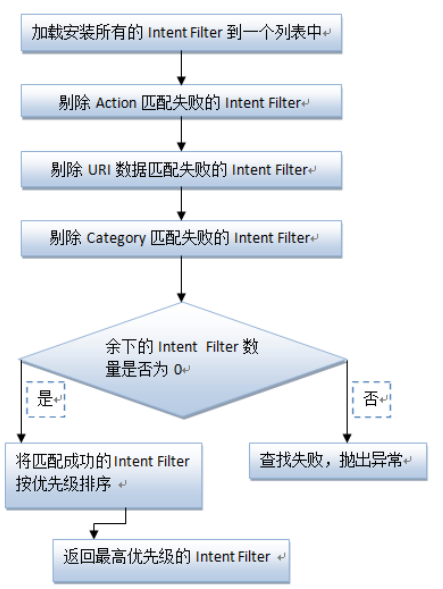 加载安装所有的 Intent Filter 到一个列表中
剔除 Action 匹配失败的 Intent Filter
剔除 URI 数据匹配失败的 Intent Filter
剔除 Category 匹配失败的 Intent Filter
余下的 Intent Filter 数
量是否为 0
是
否
将匹配成功的 Intent Filter
按优先级排序
查找失败，抛出异常
返回最高优先级的 Intent Filter